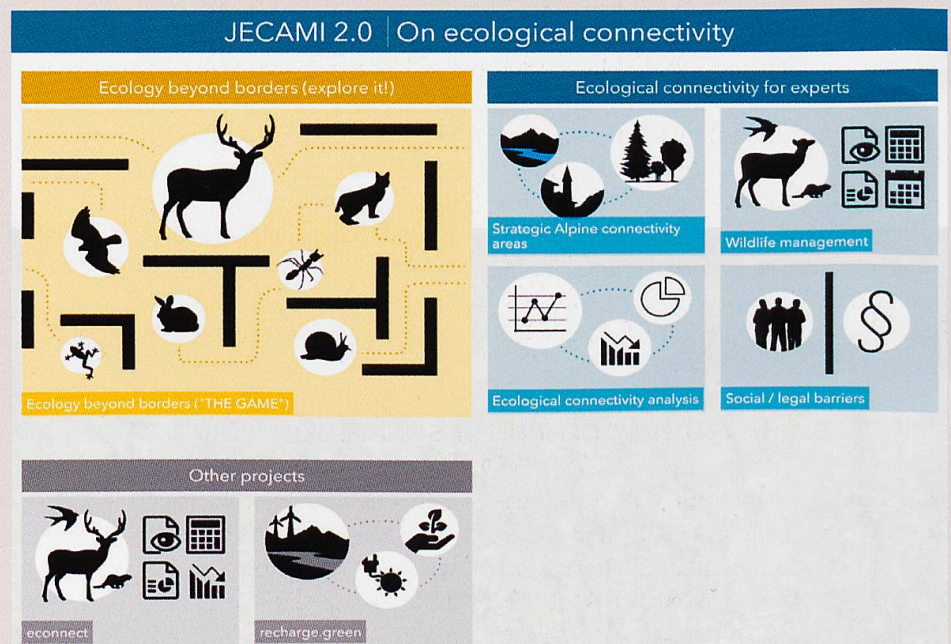 JECAMI 2.0 | On ecological connectivity
Ecology beyond borders (explore it!)
Ecology beyond borders ("THE GAME")
Ecological connectivity for experts
Strategic Alpine connectivity
areas
Wildlife management
Ecological connectivity analysis
Social / legal barriers
§
Other projects
econnect
recharge.green